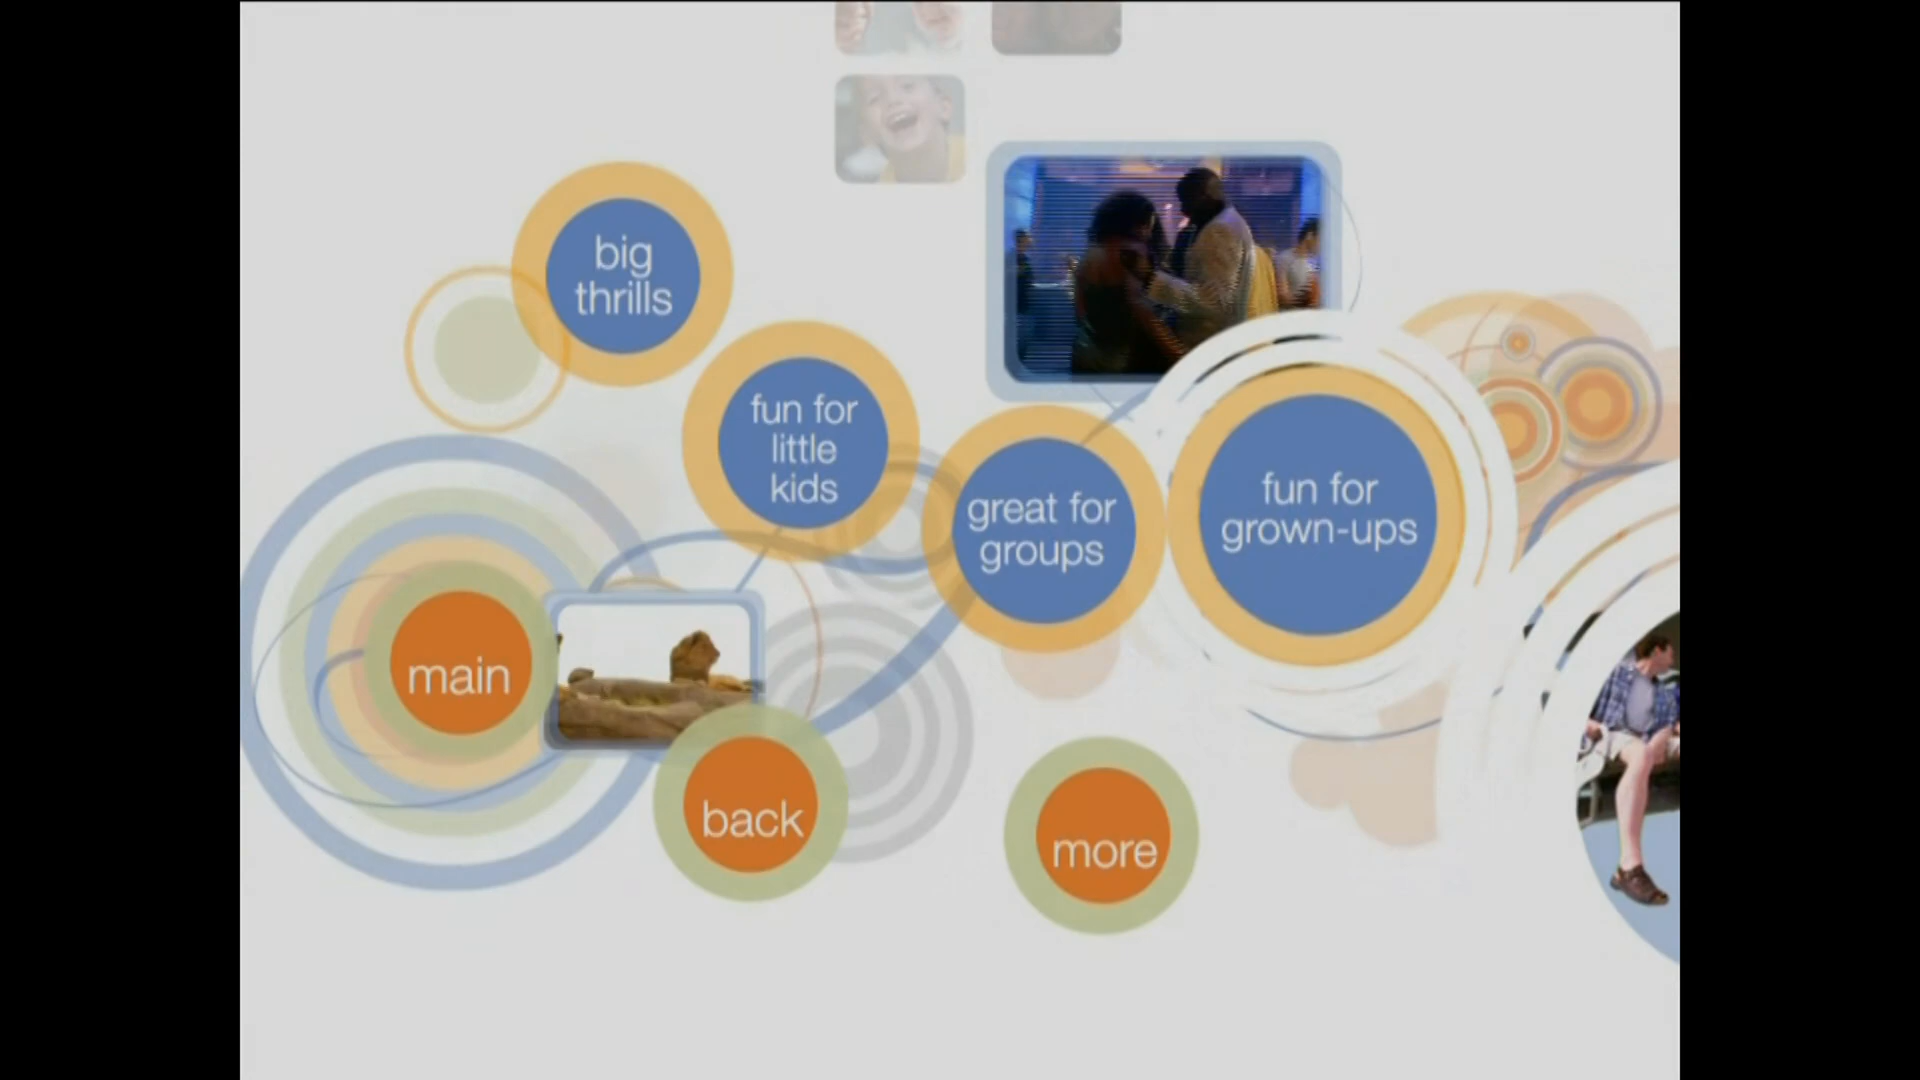 big
thrills
fun for
little
kids
great for
groups
fun for
grown-ups
main
back
more